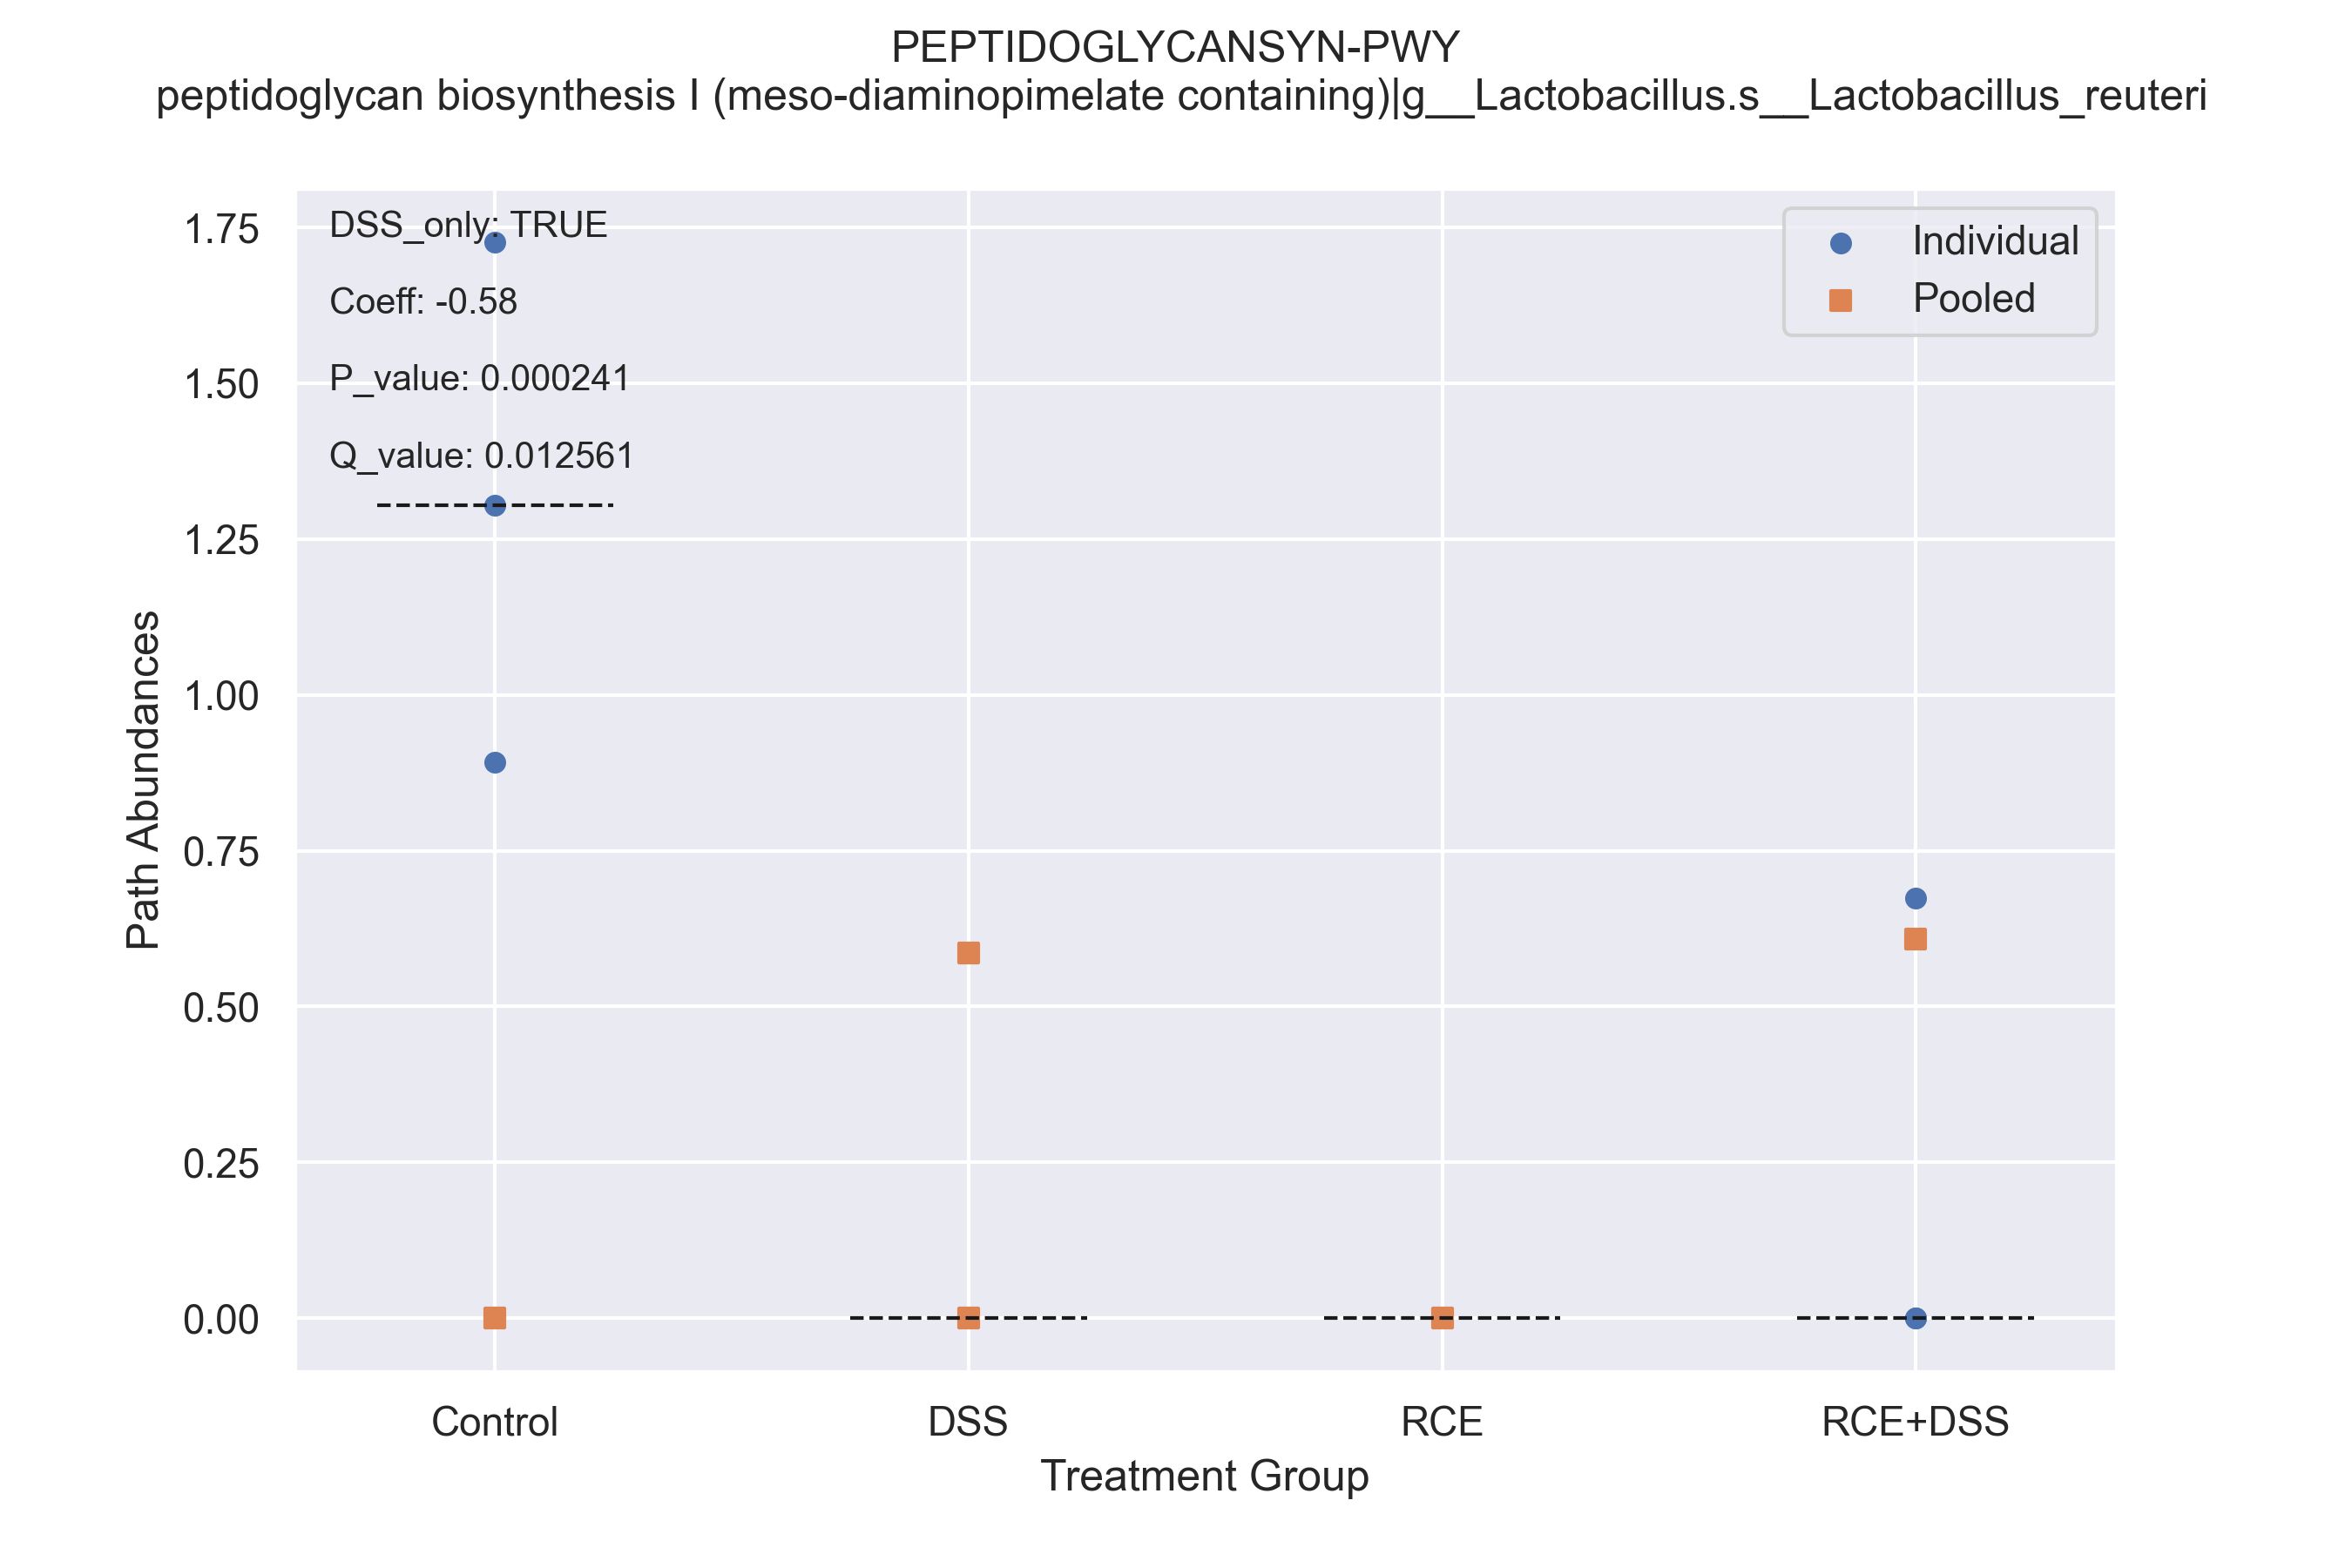 PEPTIDOGLYCANSYN-PWY
peptidoglycan biosynthesis I (meso-diaminopimelate containing)|g__Lactobacillus.s__Lactobacillus_reuteri
DSS_only: TRUE
Coeff: -0.58
P_value: 0.000241
Q_value: 0.012561
Individual
Pooled
1.75
1.50
1.25
1.00
0.75
0.50
0.25
0.00
Path Abundances
Control
DSS
RCE
RCE+DSS
Treatment Group